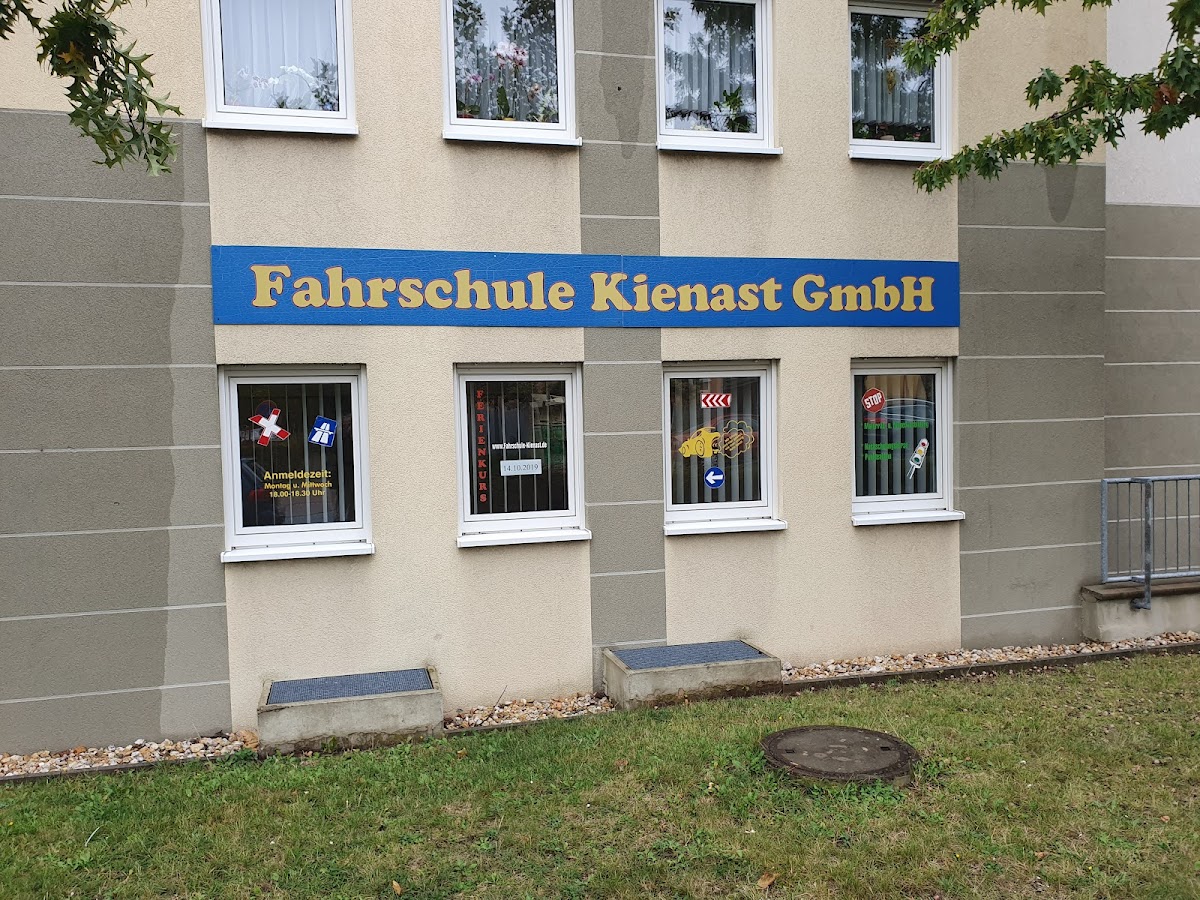 Fahrschule Kienast GmbH
Anmeldezeit:
Montag u. Mittwoch
18.00-18.30 Uhr
FERIENKURS
www.Fahrschule-Kienast.de
14.10.2019
STOP